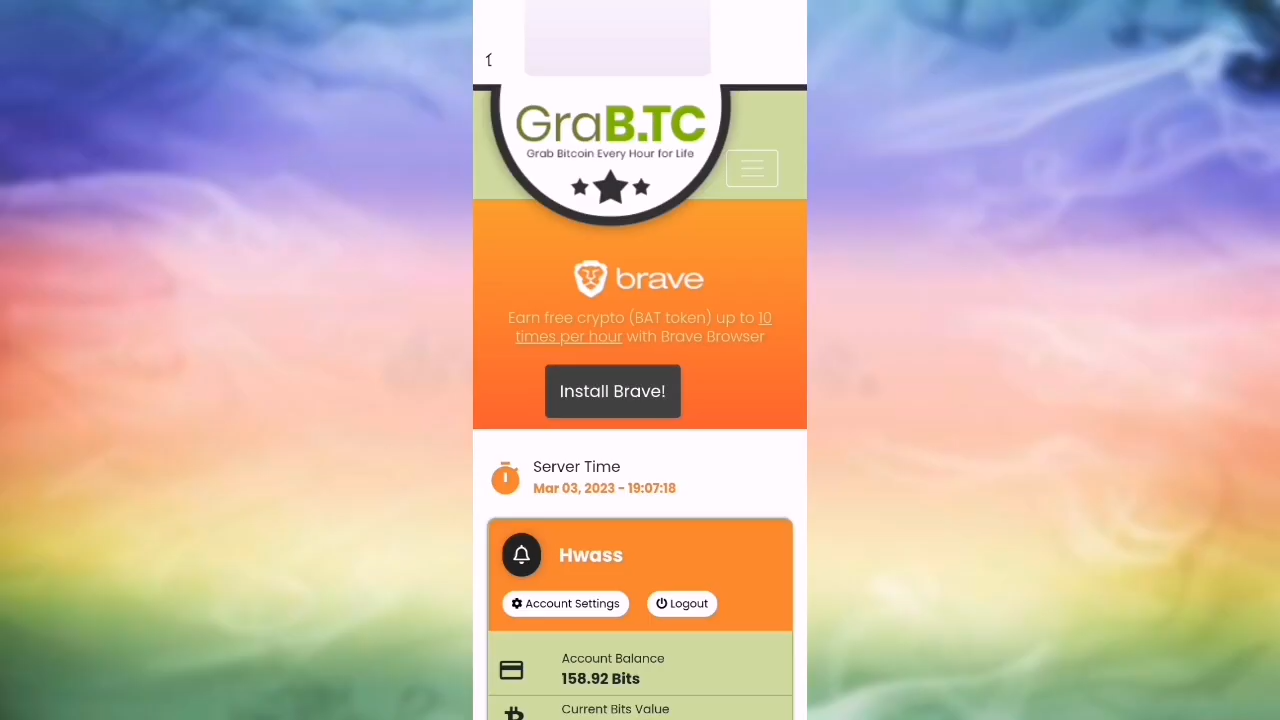 GraB.TC
Grab Bitcoin Every Hour for Life
brave
Earn free crypto (BAT token) up to 10
times per hour with Brave Browser
Install Brave!
Server Time
Mar 03, 2023 - 19:07:18
Hwass
Account Settings
Logout
Account Balance
158.92 Bits
Current Bits Value